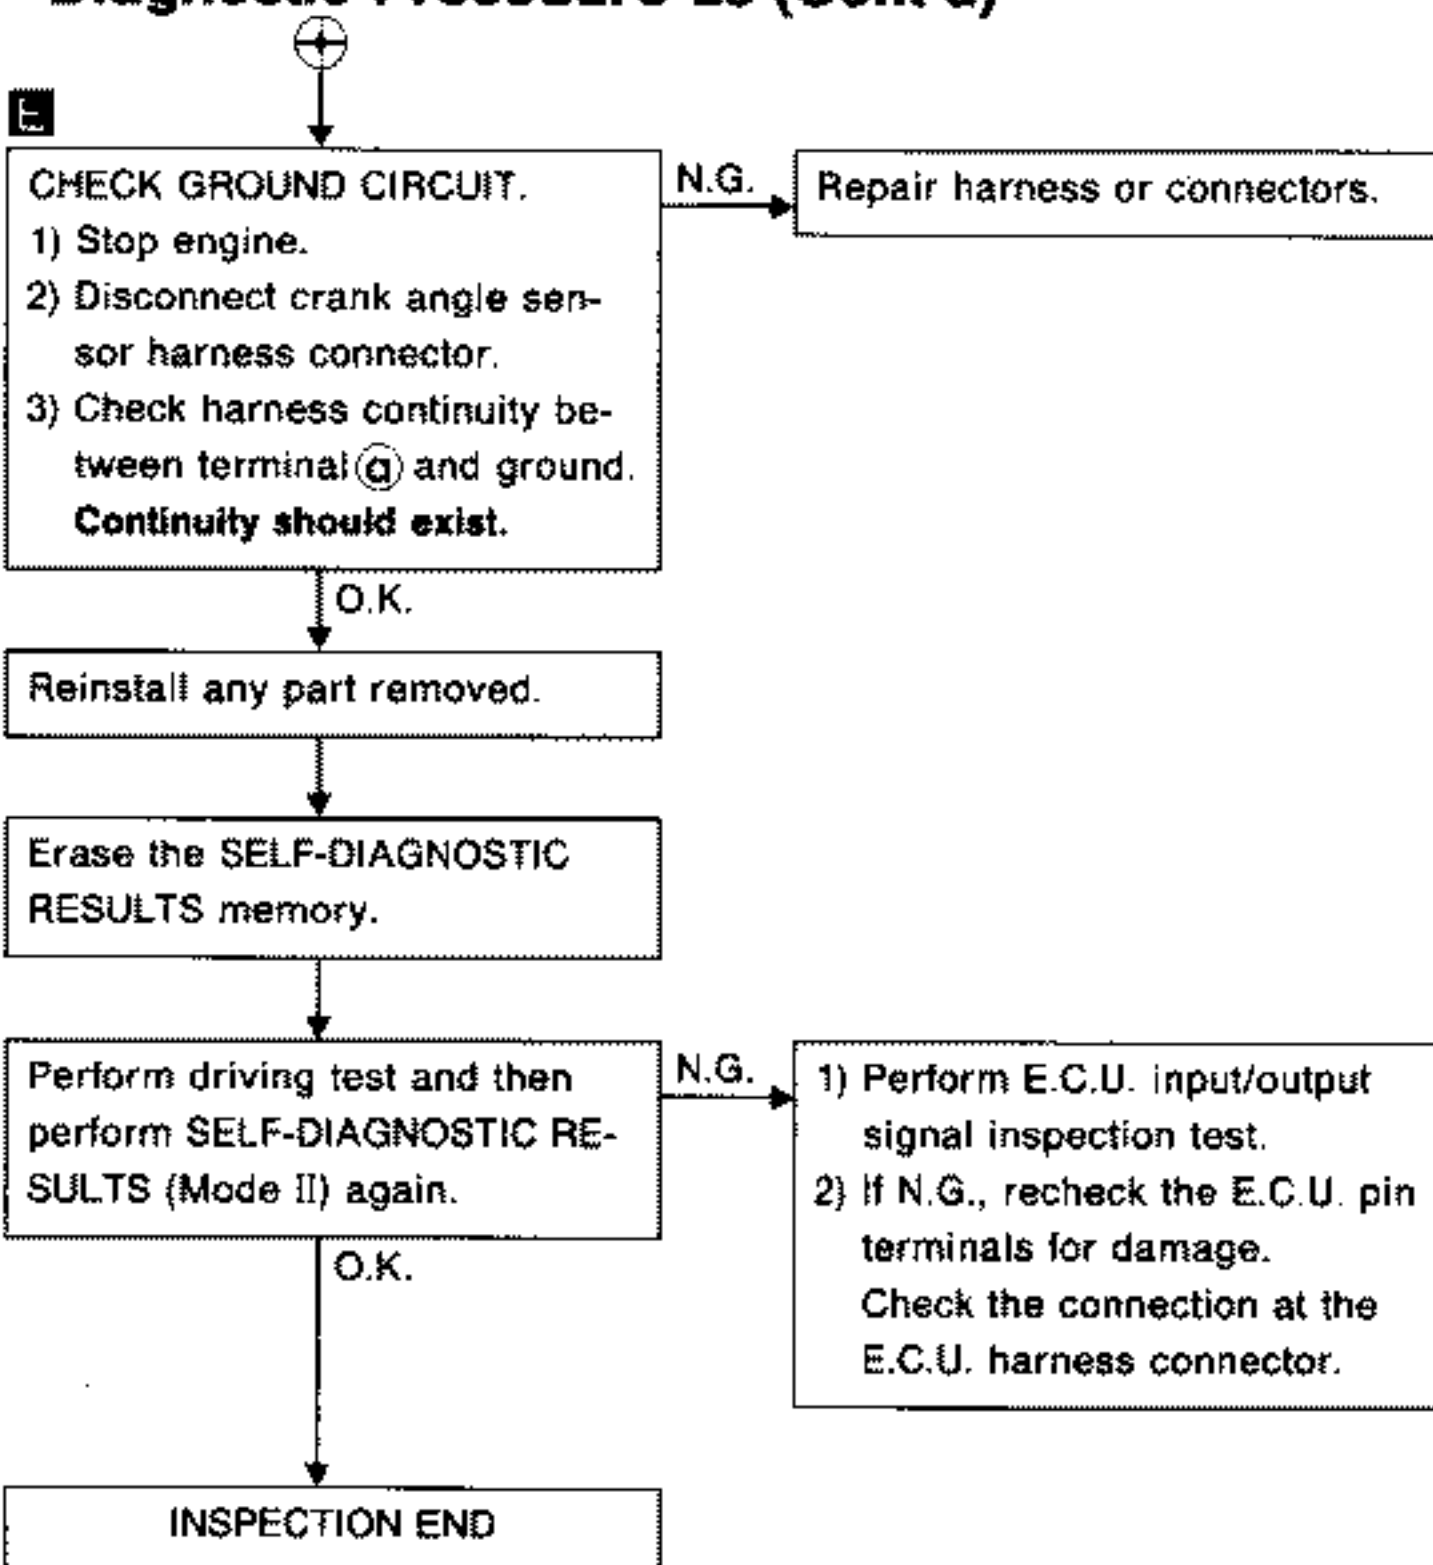 (Cont'd)
E
CHECK GROUND CIRCUIT.
1) Stop engine.
2) Disconnect crank angle sen-
sor harness connector.
3) Check harness continuity be-
tween terminal ⓐ and ground.
Continuity should exist.
N.G.
Repair harness or connectors.
O.K.
Reinstall any part removed.
Erase the SELF-DIAGNOSTIC
RESULTS memory.
Perform driving test and then
perform SELF-DIAGNOSTIC RE-
SULTS (Mode II) again.
N.G.
1) Perform E.C.U. input/output
signal inspection test.
2) If N.G., recheck the E.C.U. pin
terminals for damage.
Check the connection at the
E.C.U. harness connector.
O.K.
INSPECTION END